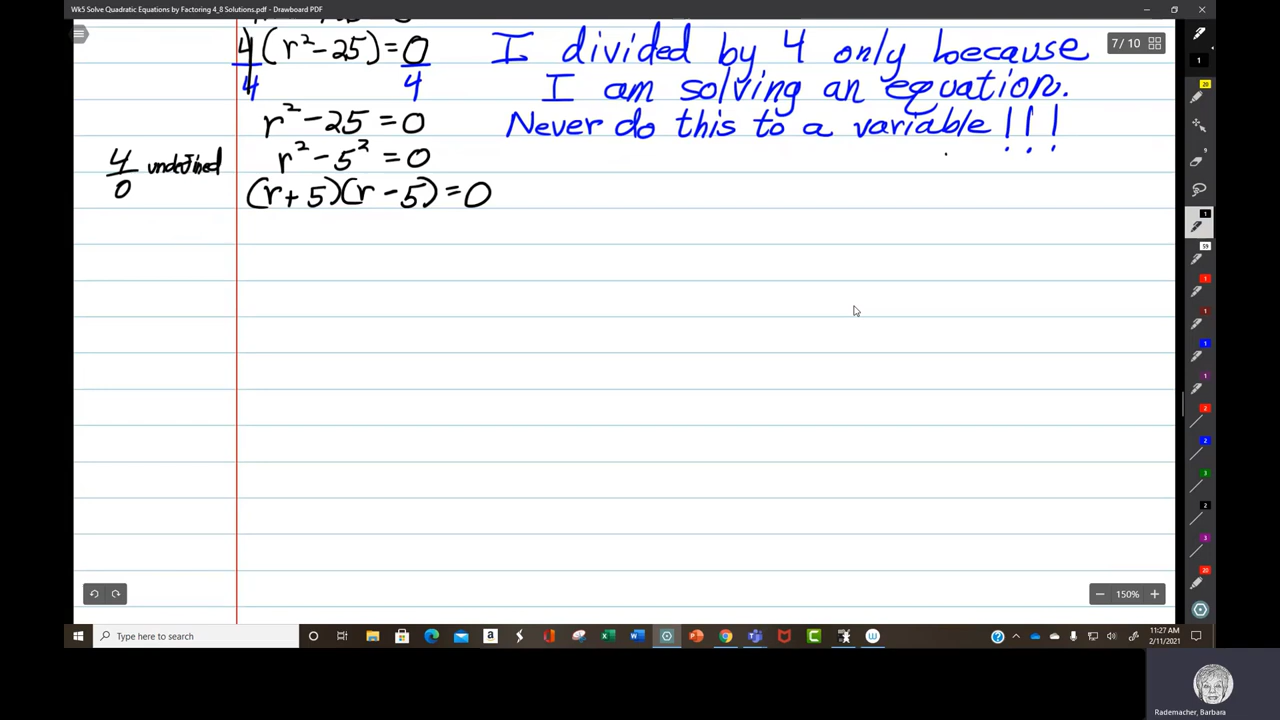 Wk5 Solve Quadratic Equations by Factoring 4_8 Solutions.pdf - Drawboard PDF
7 / 10
4(r²-25)=0
4 4
I divided by 4 only because
I am solving an equation.
Never do this to a variable!!!
r²-25=0
r²-5²=0
4/0 undefined
(r+5)(r-5)=0
150%
Type here to search
11:27 AM
2/11/2021
Rademacher, Barbara